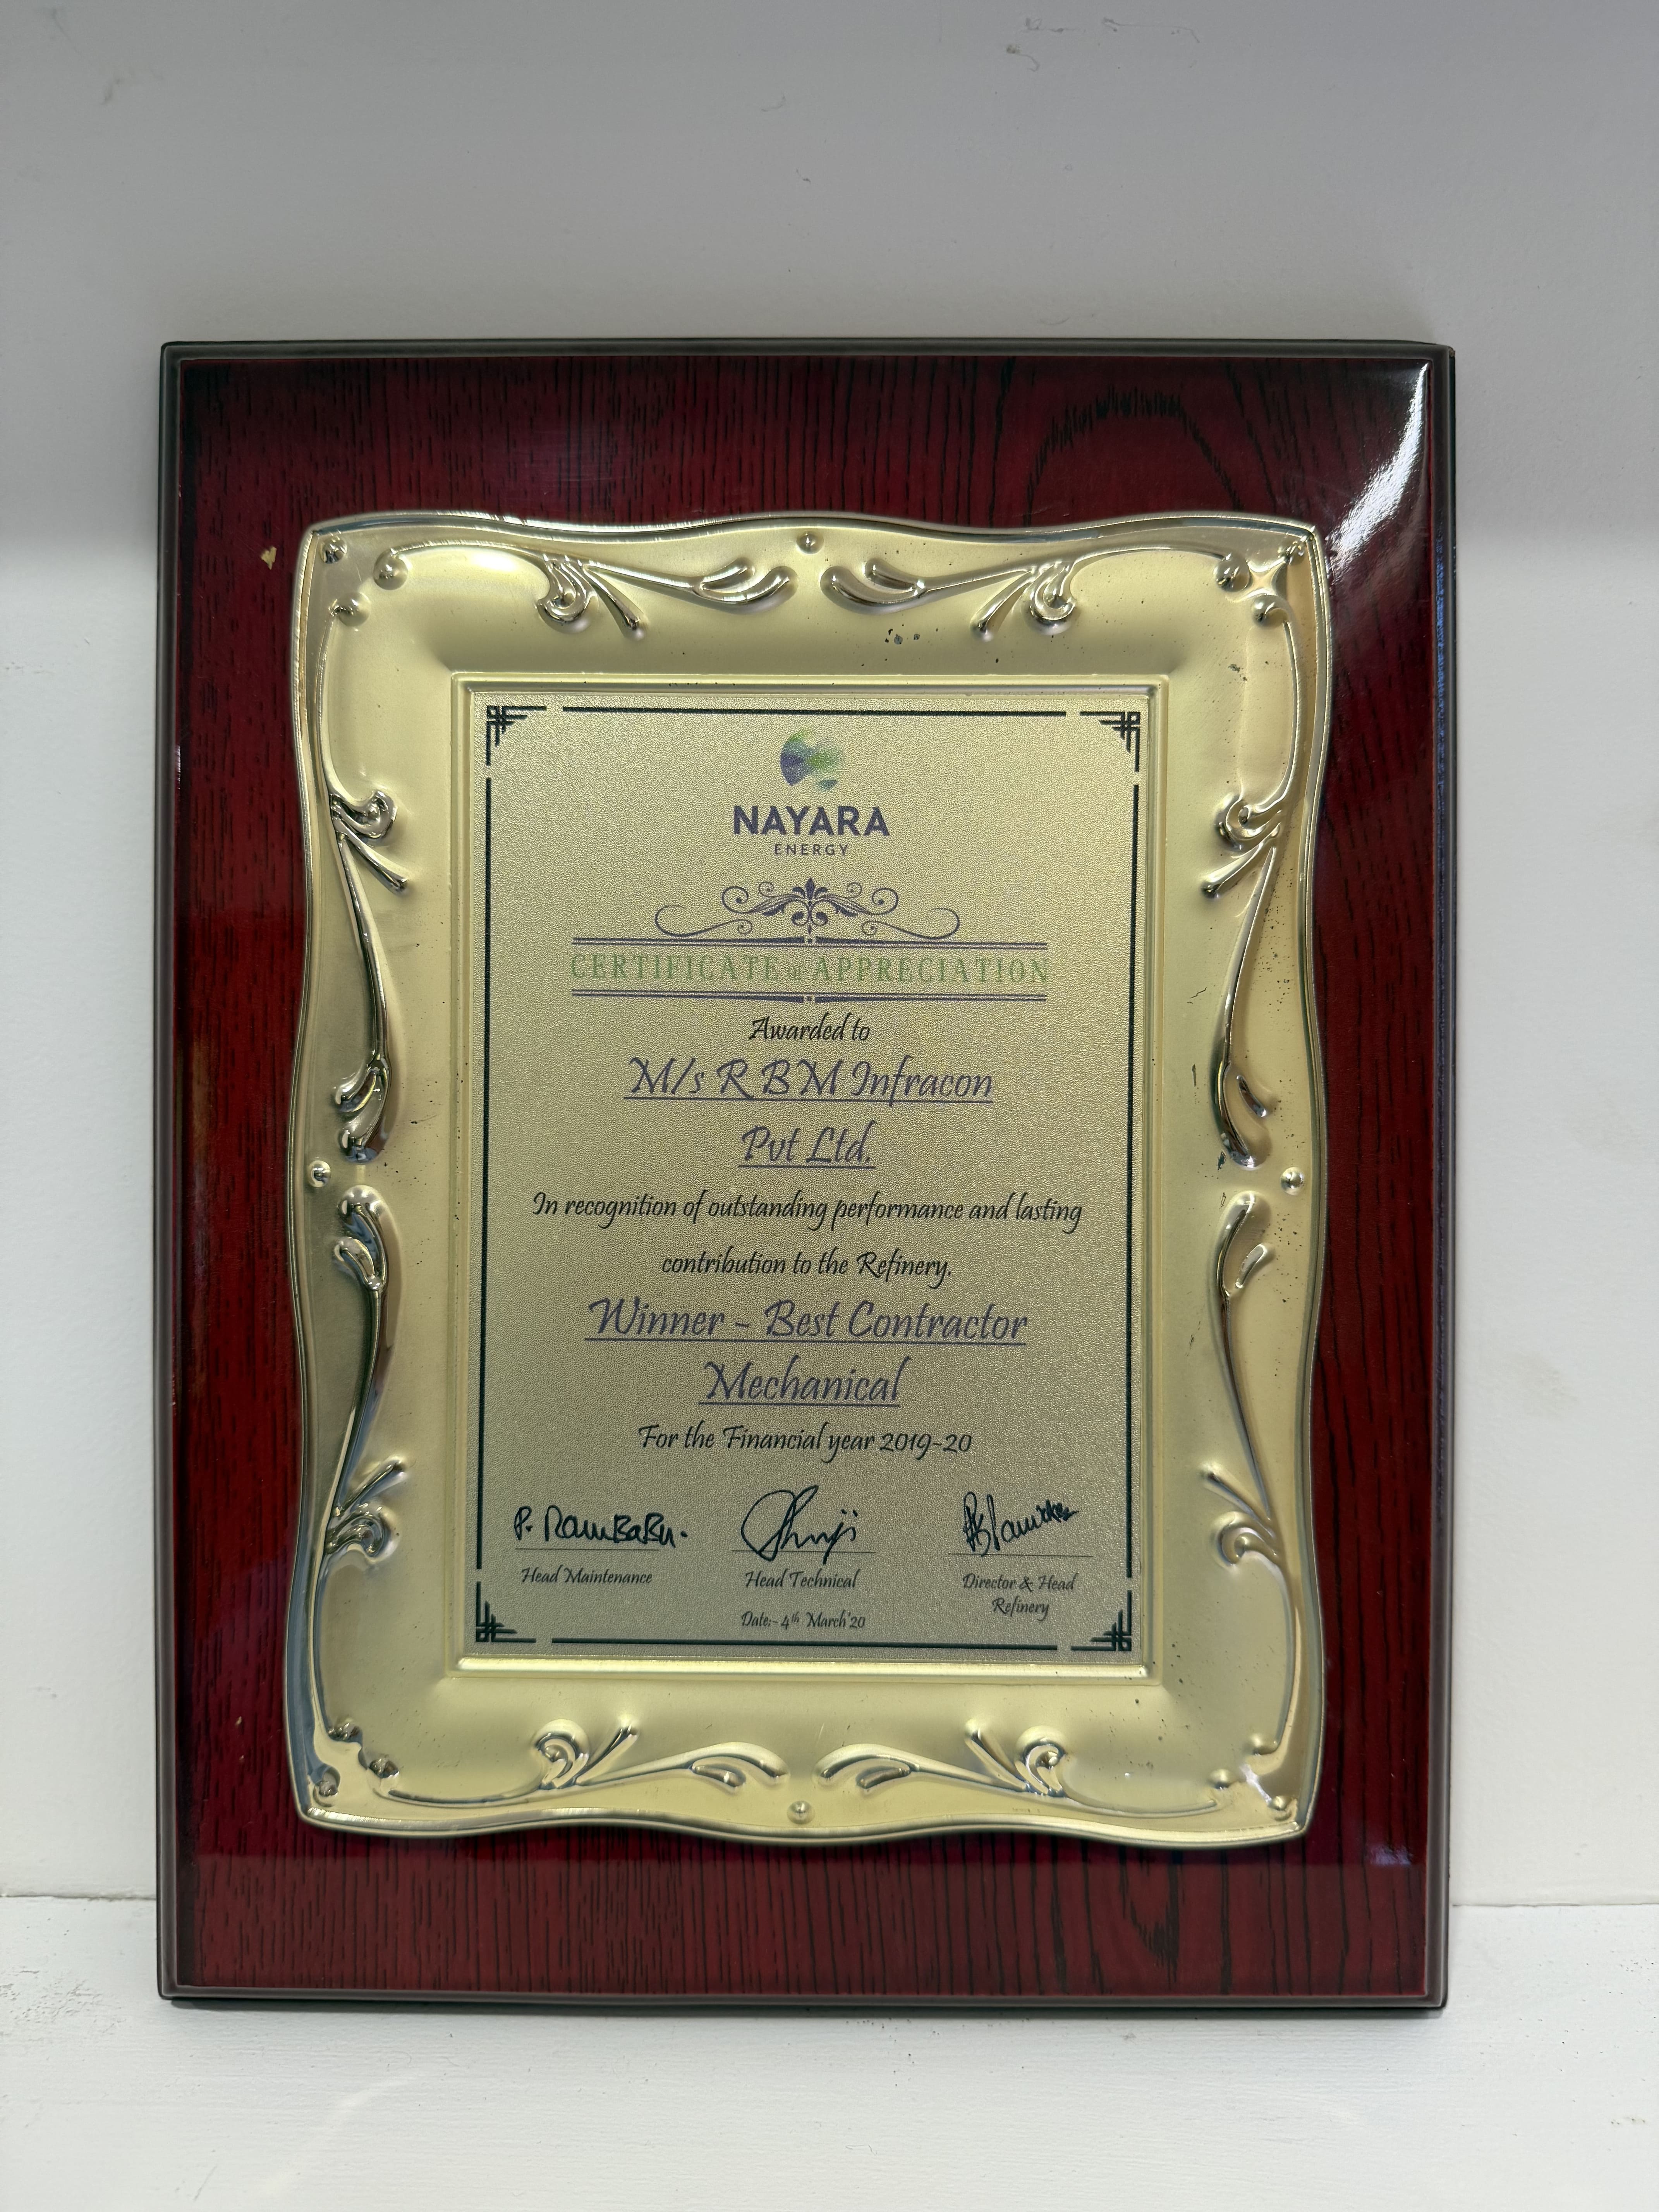 NAYARA
ENERGY
CERTIFICATE OF APPRECIATION
Awarded to
M/s R B M Infracon
Pvt Ltd.
In recognition of outstanding performance and lasting
contribution to the Refinery.
Winner - Best Contractor
Mechanical
For the Financial year 2019-20
P. RamBaBu.
Head Maintenance
Head Technical
Director & Head
Refinery
Date:- 4th March'20